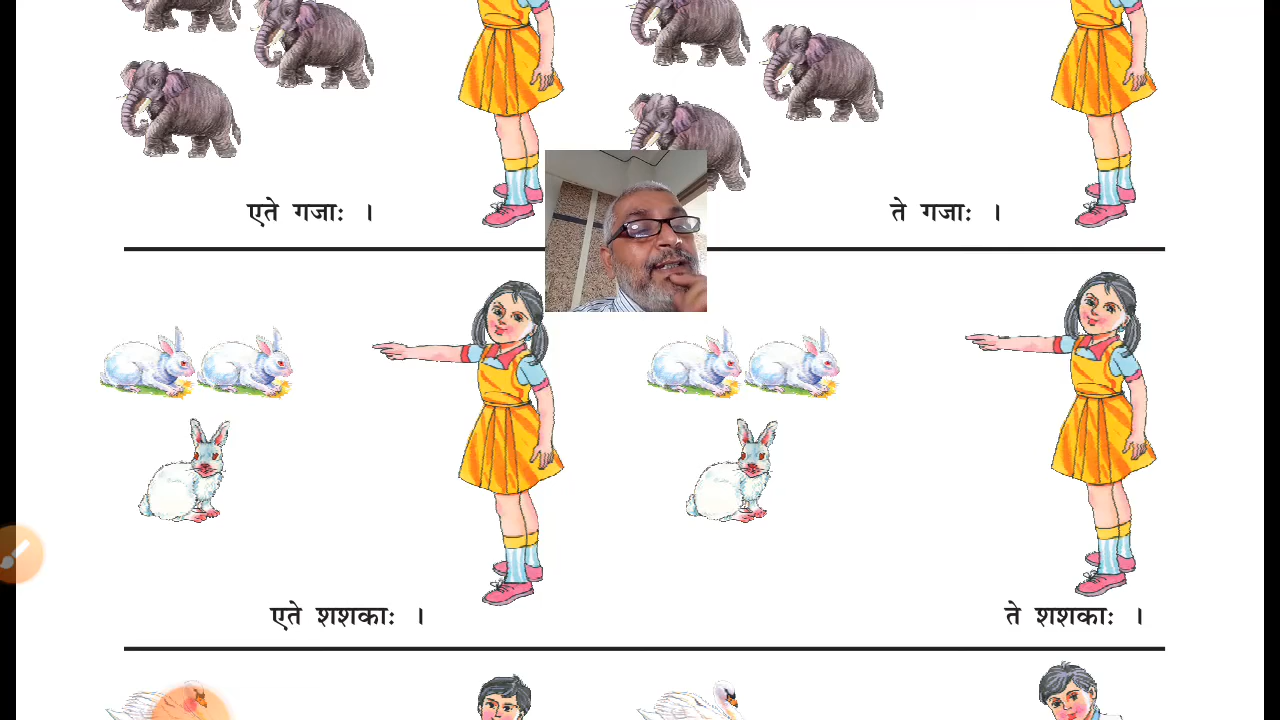 एते गजाः ।
ते गजाः ।
एते शशकाः ।
ते शशकाः ।